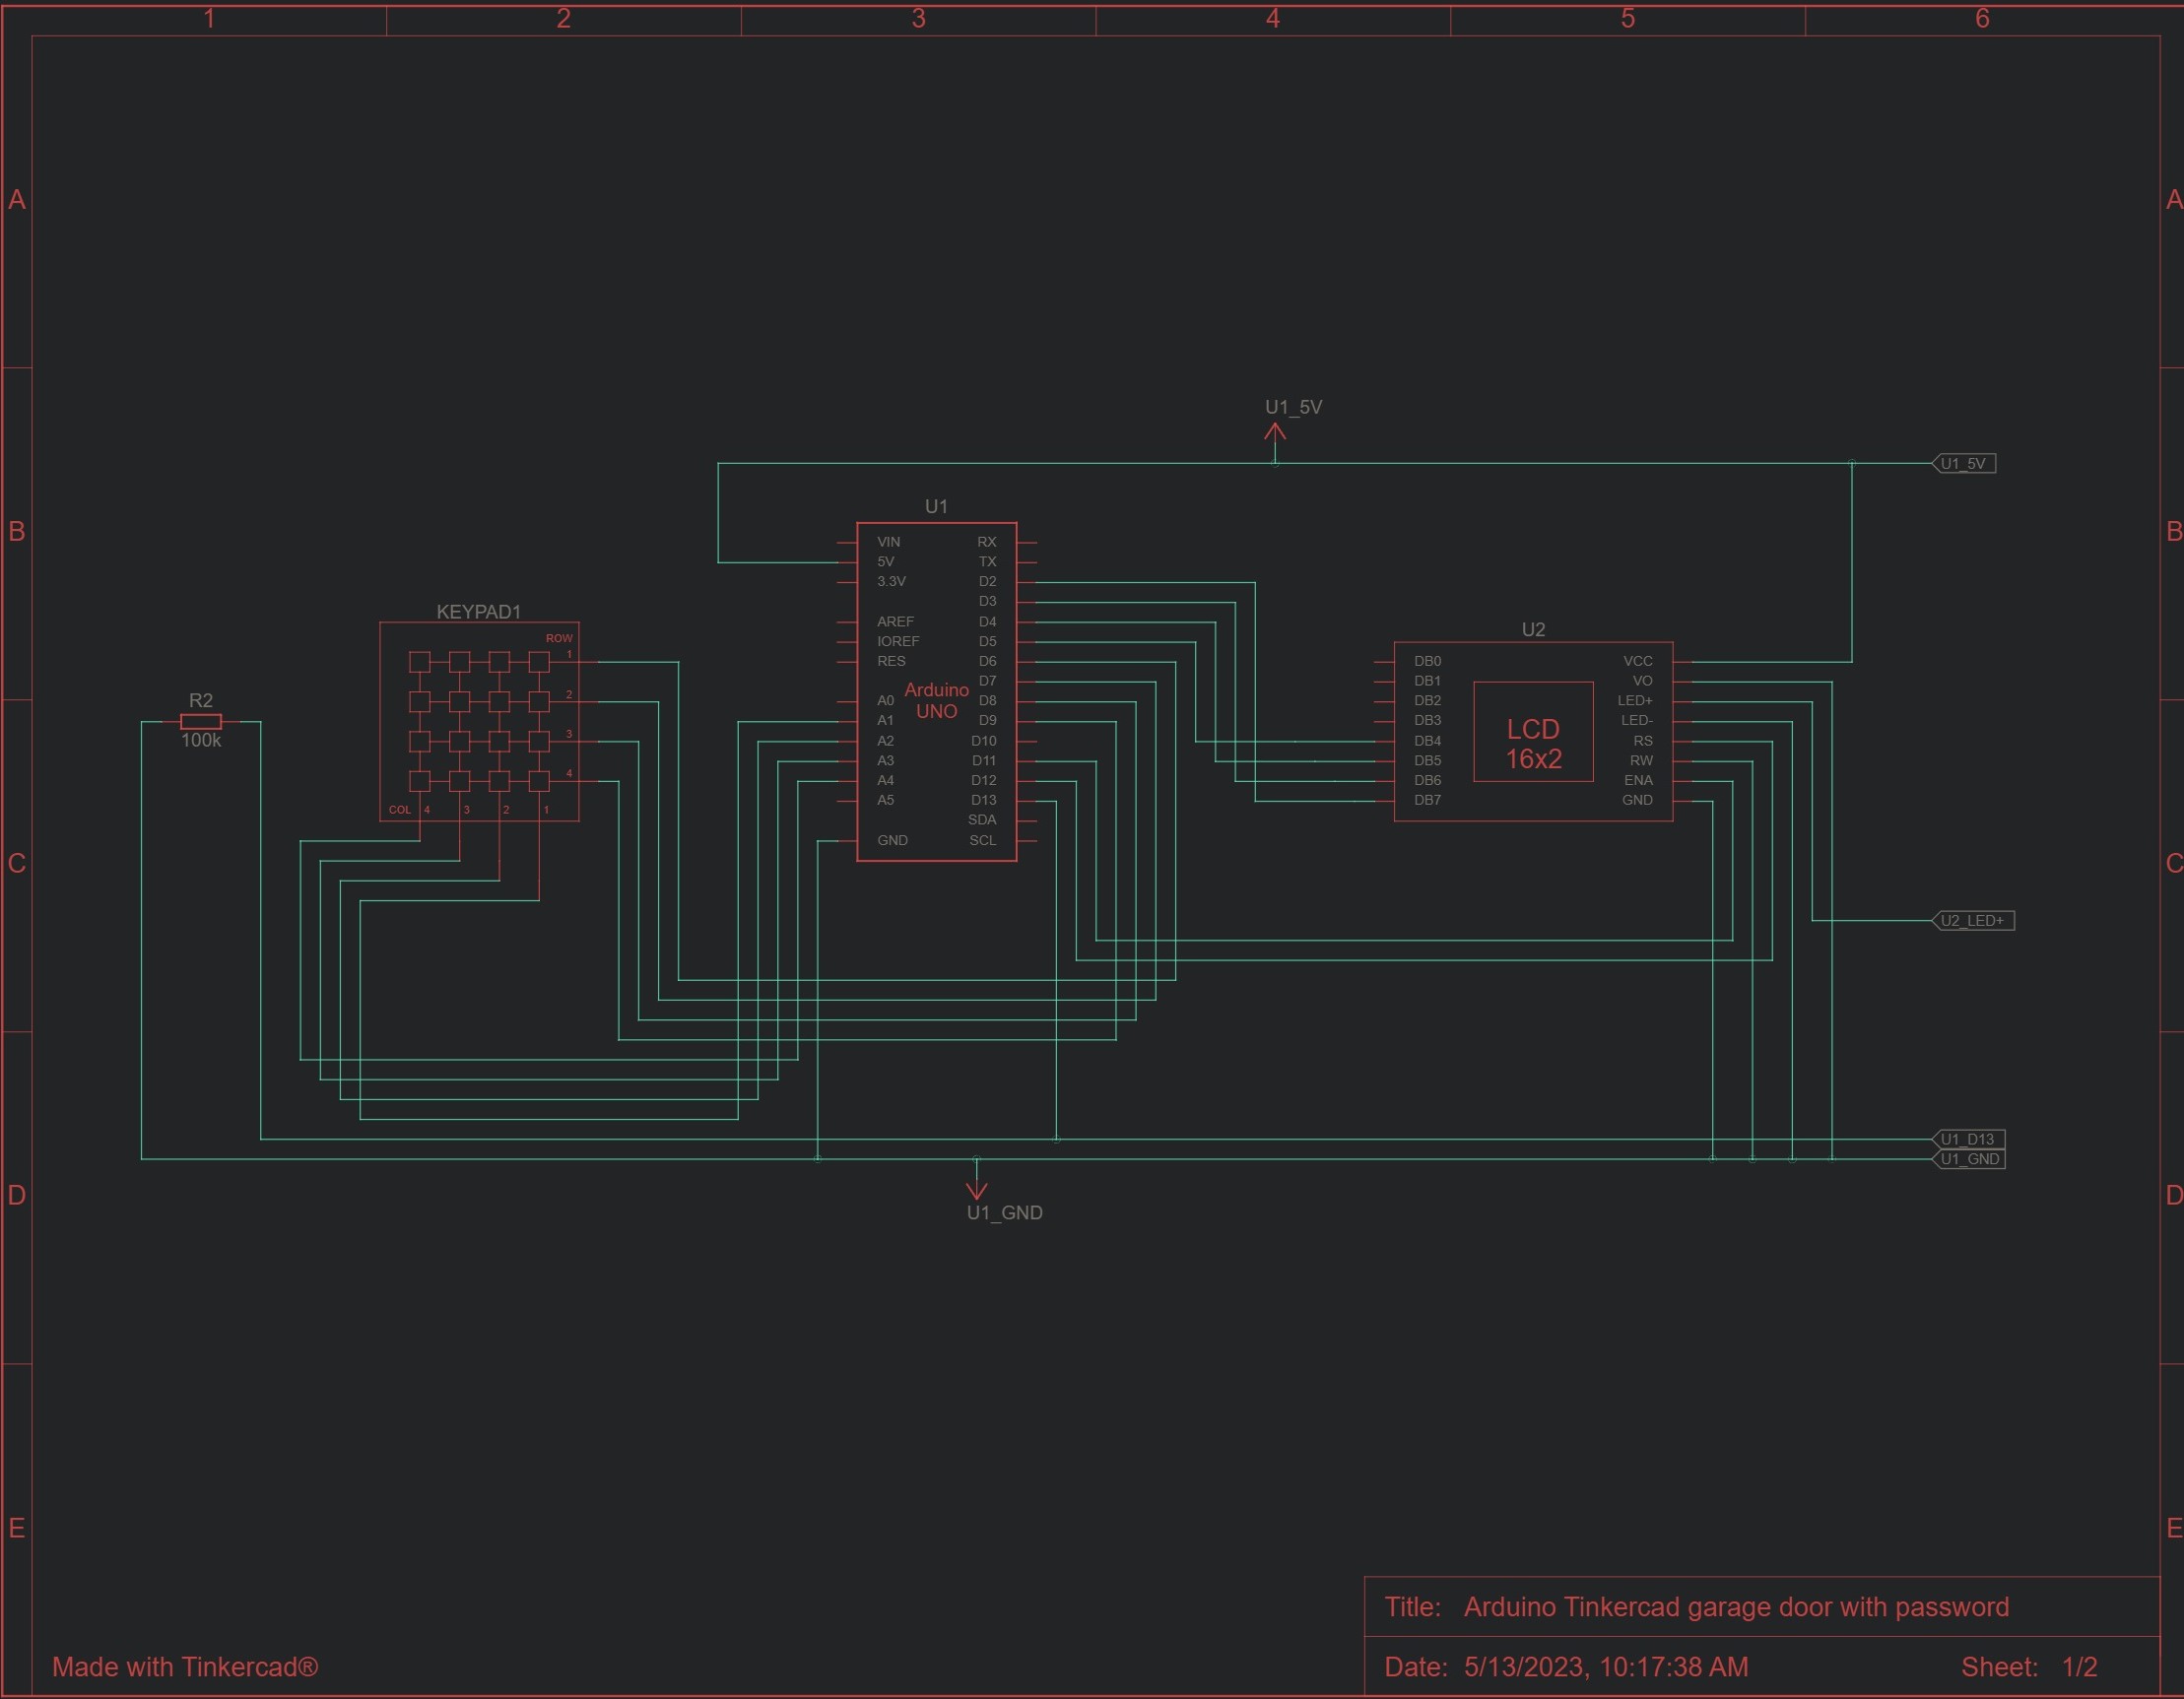 1 2 3 4 5 6
A A
U1_5V
U1_5V
B B
U1
VIN RX
5V TX
3.3V D2
D3
AREF D4
IOREF D5
RES D6
D7
A0 D8
A1 D9
A2 D10
A3 D11
A4 D12
A5 D13
SDA
GND SCL
Arduino
UNO
KEYPAD1
ROW
1
2
3
4
COL 4 3 2 1
R2
100k
U2
DB0 VCC
DB1 VO
DB2 LED+
DB3 LED-
DB4 RS
DB5 RW
DB6 ENA
DB7 GND
LCD
16x2
C C
U2_LED+
U1_D13
U1_GND
D D
U1_GND
E E
Title: Arduino Tinkercad garage door with password
Made with Tinkercad®
Date: 5/13/2023, 10:17:38 AM Sheet: 1/2